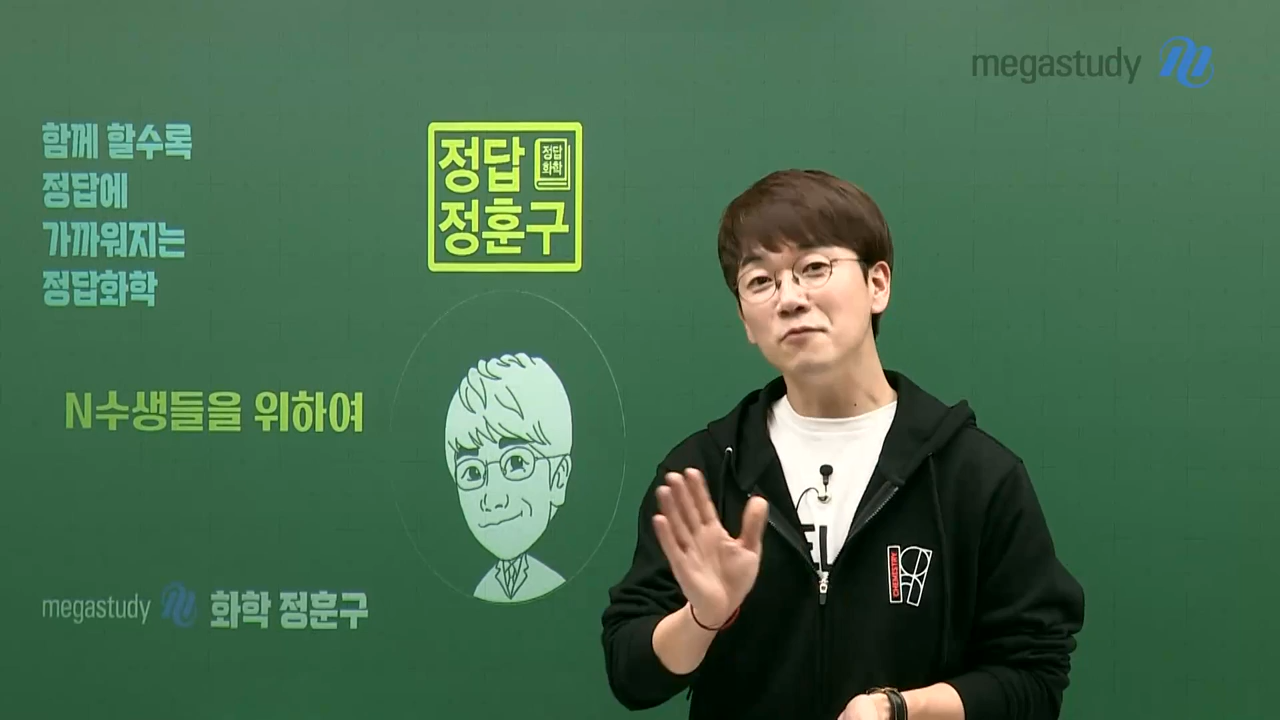 megastudy
함께 할수록
정답에
가까워지는
정답화학
정답
정답
화학
정훈구
N수생들을 위하여
megastudy 화학 정훈구
EL
CHEMISTRY